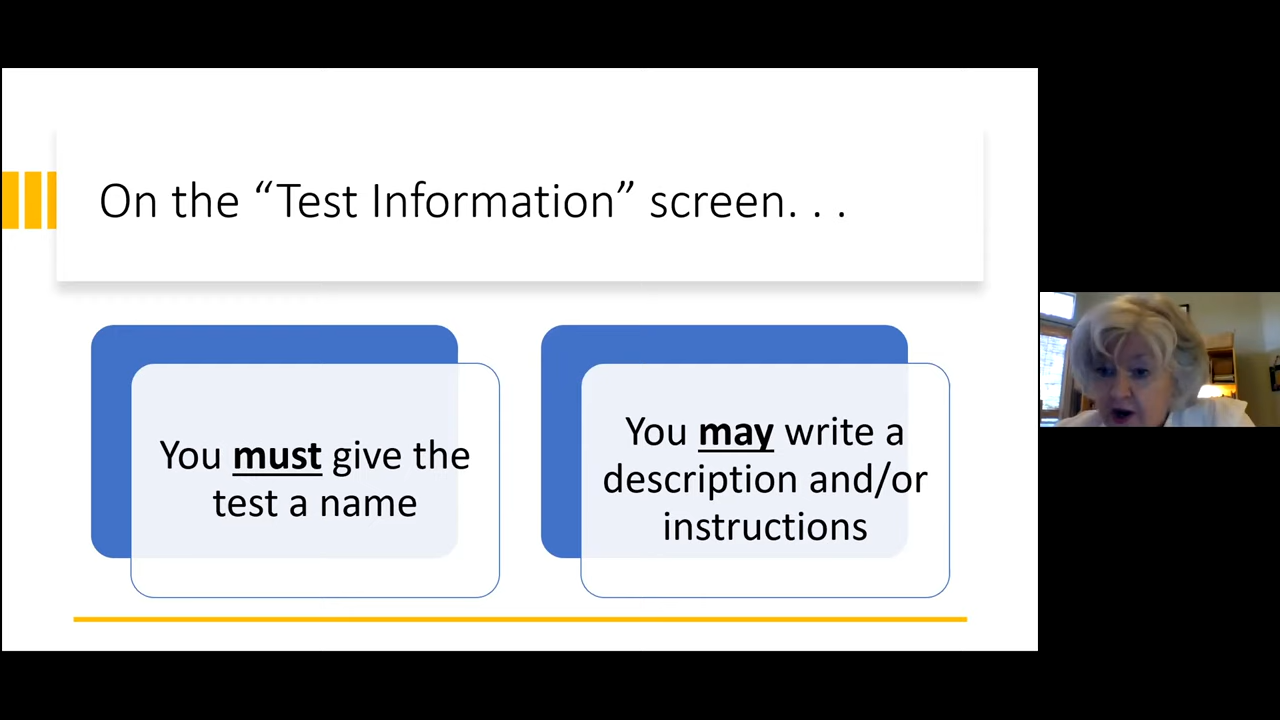 On the “Test Information” screen. . .
You must give the
test a name
You may write a
description and/or
instructions